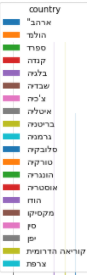 country
ארהב"
הולנד
ספרד
קנדה
בלגיה
שבדיה
צ'כיה
איטליה
בריטניה
גרמניה
סלובקיה
טורקיה
הונגריה
אוסטריה
הודו
מקסיקו
סין
יפן
קוריאה הדרומית
צרפת